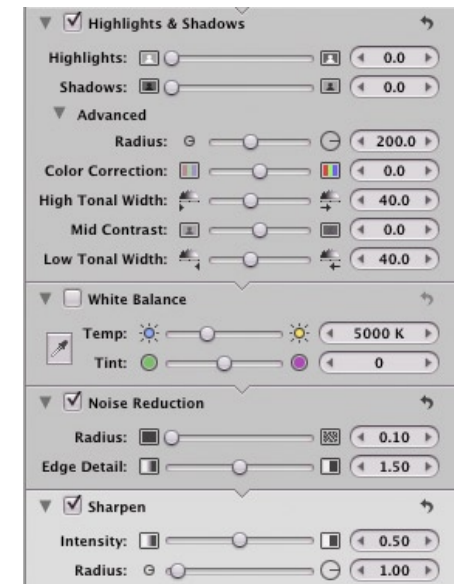 Highlights & Shadows
Highlights: 0.0
Shadows: 0.0
Advanced
Radius: 200.0
Color Correction: 0.0
High Tonal Width: 40.0
Mid Contrast: 0.0
Low Tonal Width: 40.0
White Balance
Temp: 5000 K
Tint: 0
Noise Reduction
Radius: 0.10
Edge Detail: 1.50
Sharpen
Intensity: 0.50
Radius: 1.00